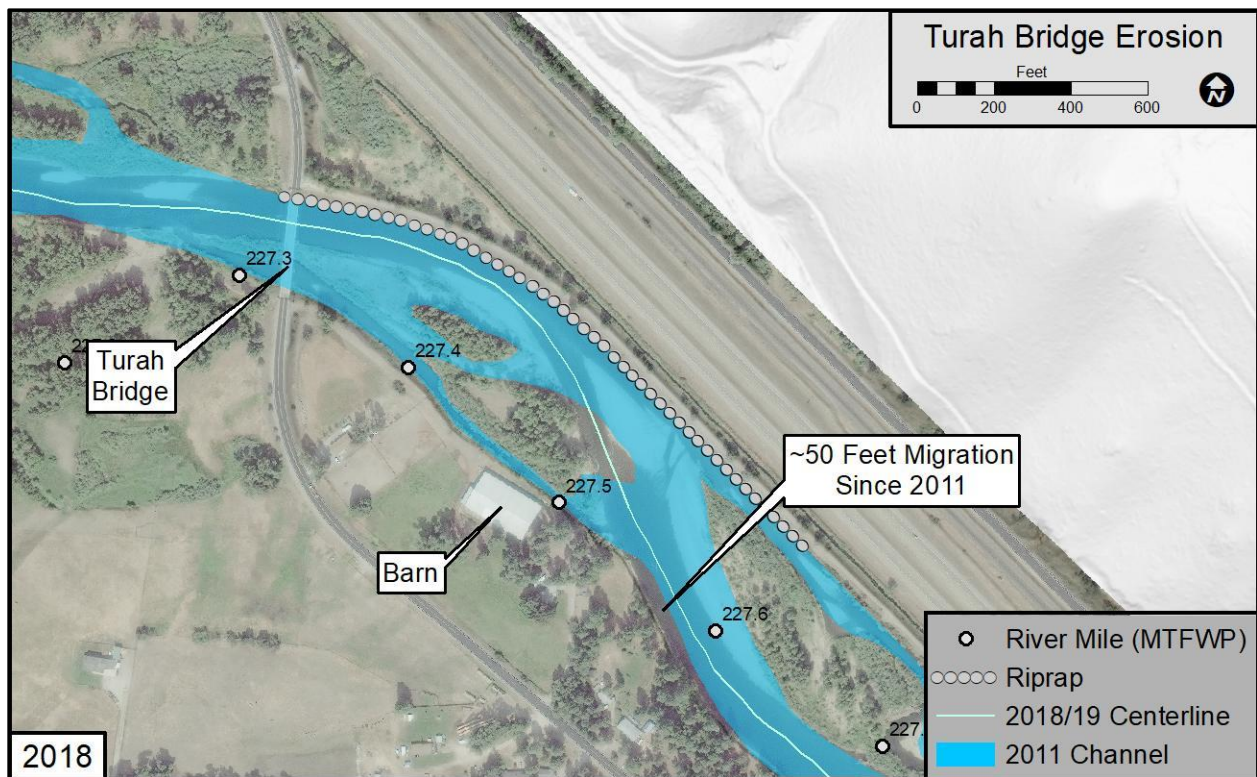 Turah Bridge Erosion
Feet
0 200 400 600
N
227.3
227.4
Turah
Bridge
~50 Feet Migration
Since 2011
227.5
Barn
227.6
River Mile (MTFWP)
Riprap
2018/19 Centerline
2011 Channel
2018